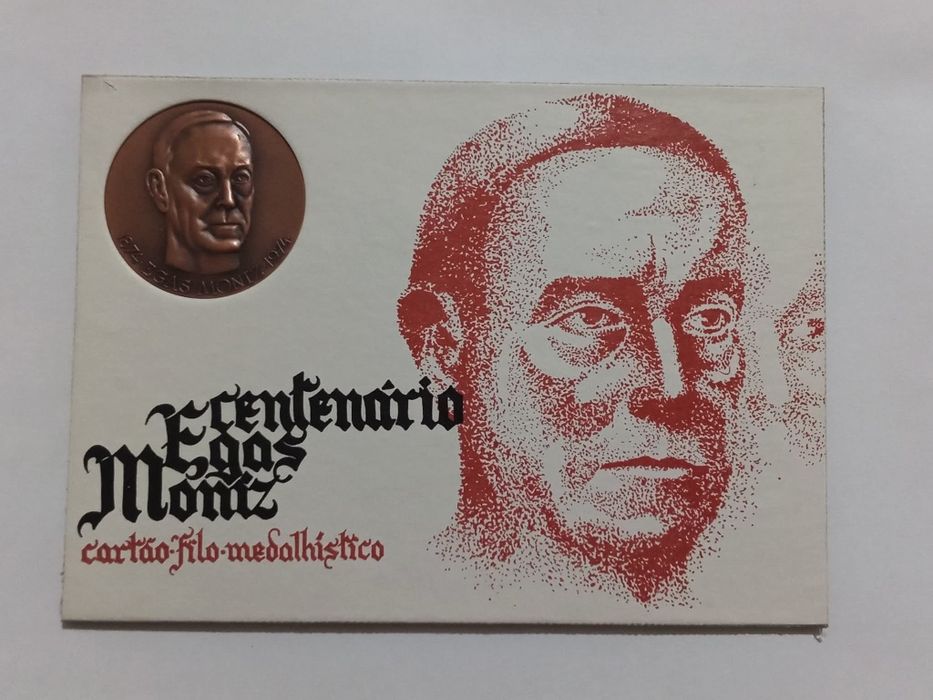 1874·EGAS·MONIZ·1974
centenário
Egas
Moniz
cartão·filo·medalhístico